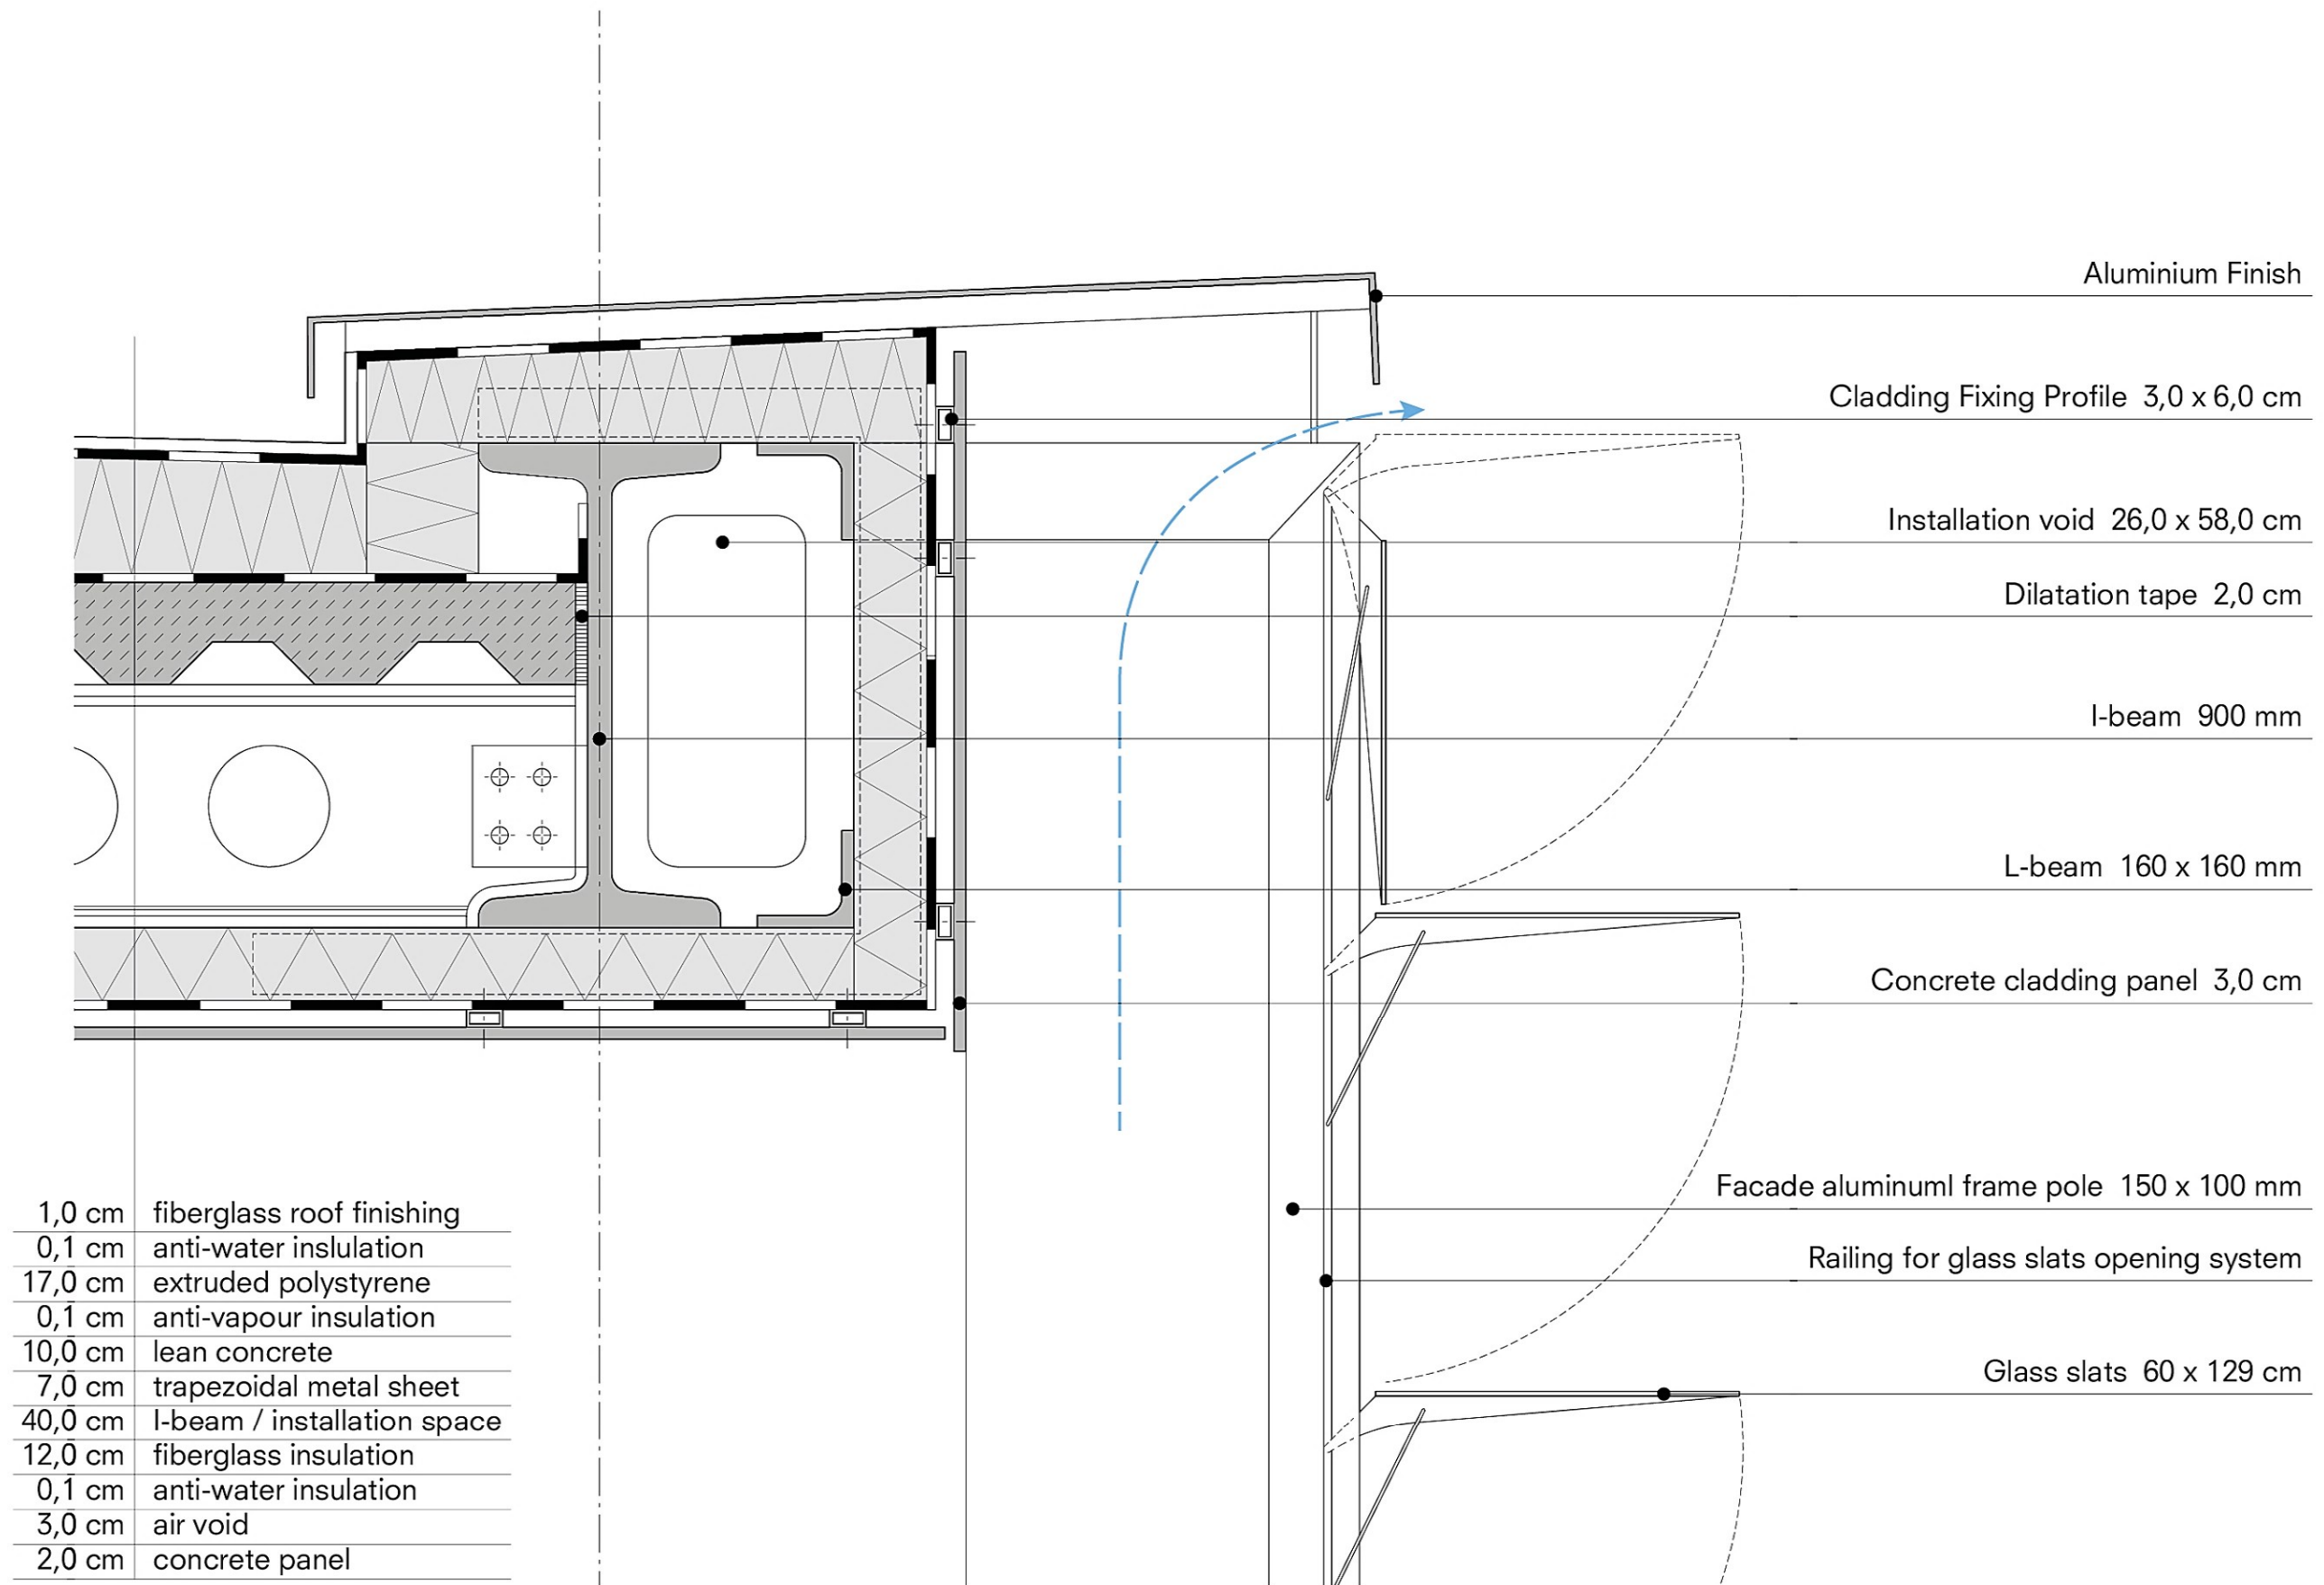 Aluminium Finish
Cladding Fixing Profile 3,0 x 6,0 cm
Installation void 26,0 x 58,0 cm
Dilatation tape 2,0 cm
I-beam 900 mm
L-beam 160 x 160 mm
Concrete cladding panel 3,0 cm
Facade aluminuml frame pole 150 x 100 mm
Railing for glass slats opening system
Glass slats 60 x 129 cm
1,0 cm fiberglass roof finishing
0,1 cm anti-water inslulation
17,0 cm extruded polystyrene
0,1 cm anti-vapour insulation
10,0 cm lean concrete
7,0 cm trapezoidal metal sheet
40,0 cm I-beam / installation space
12,0 cm fiberglass insulation
0,1 cm anti-water insulation
3,0 cm air void
2,0 cm concrete panel